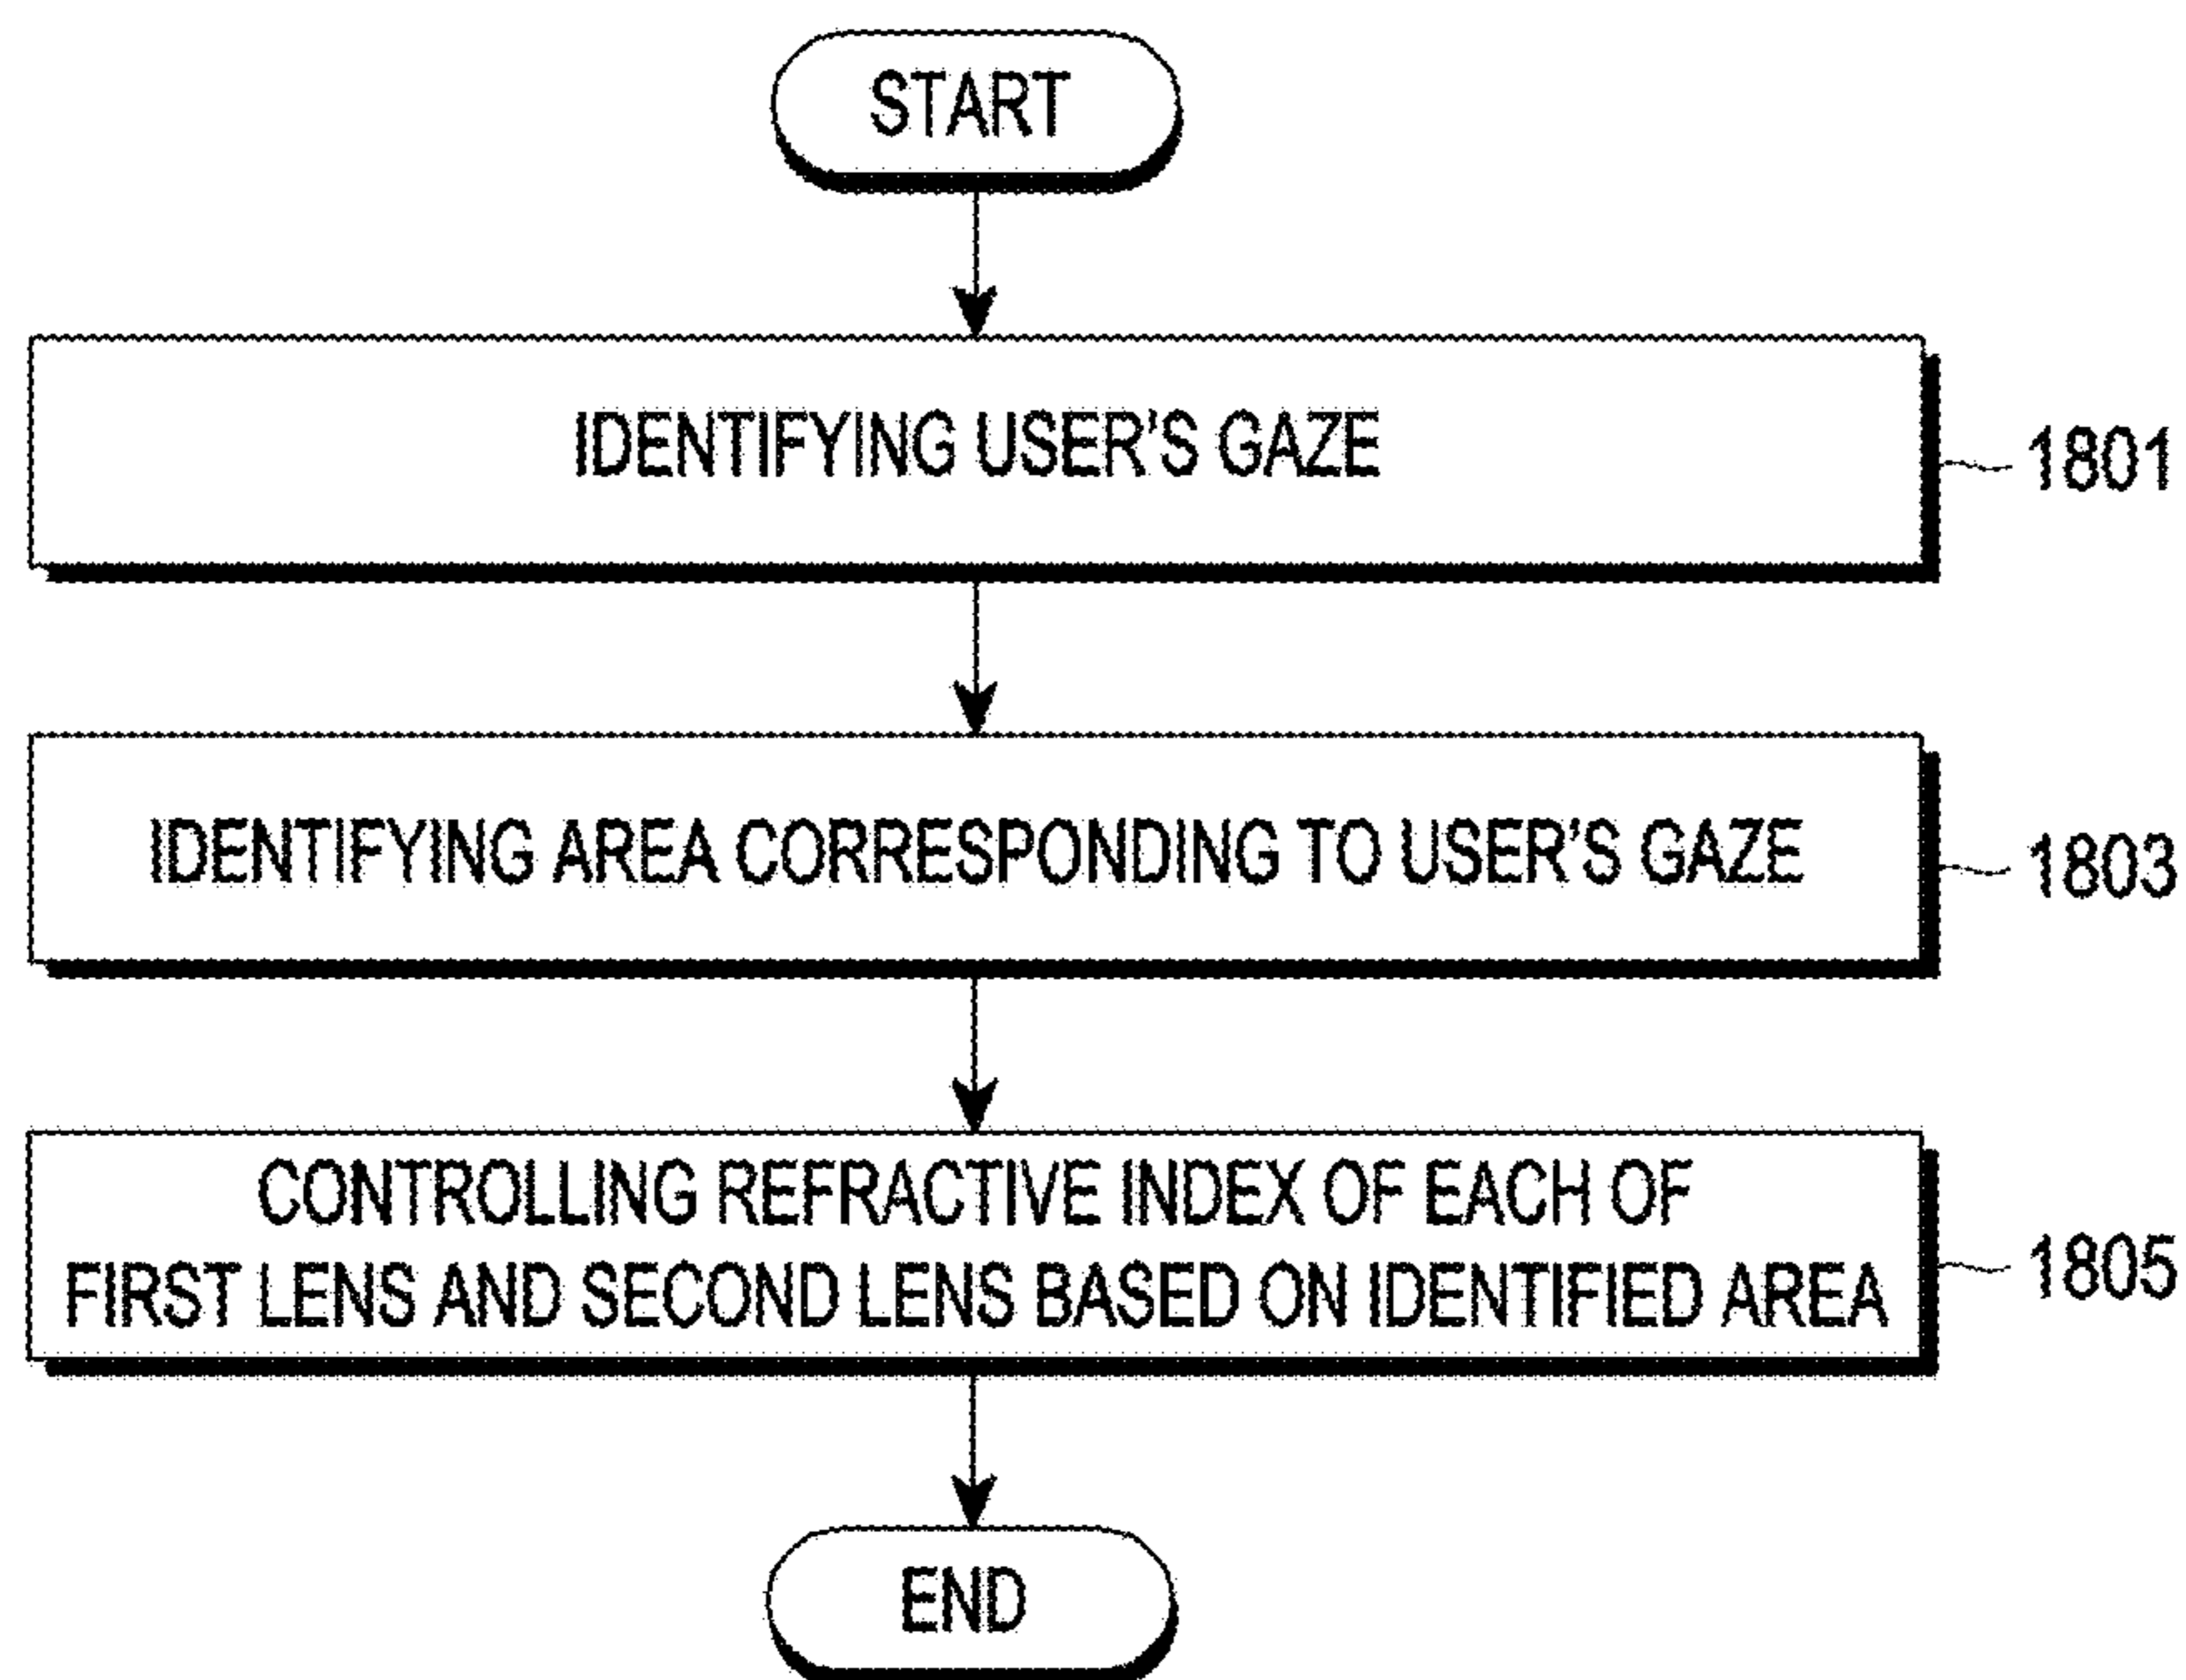 START
IDENTIFYING USER'S GAZE
1801
IDENTIFYING AREA CORRESPONDING TO USER'S GAZE
1803
CONTROLLING REFRACTIVE INDEX OF EACH OF
FIRST LENS AND SECOND LENS BASED ON IDENTIFIED AREA
1805
END